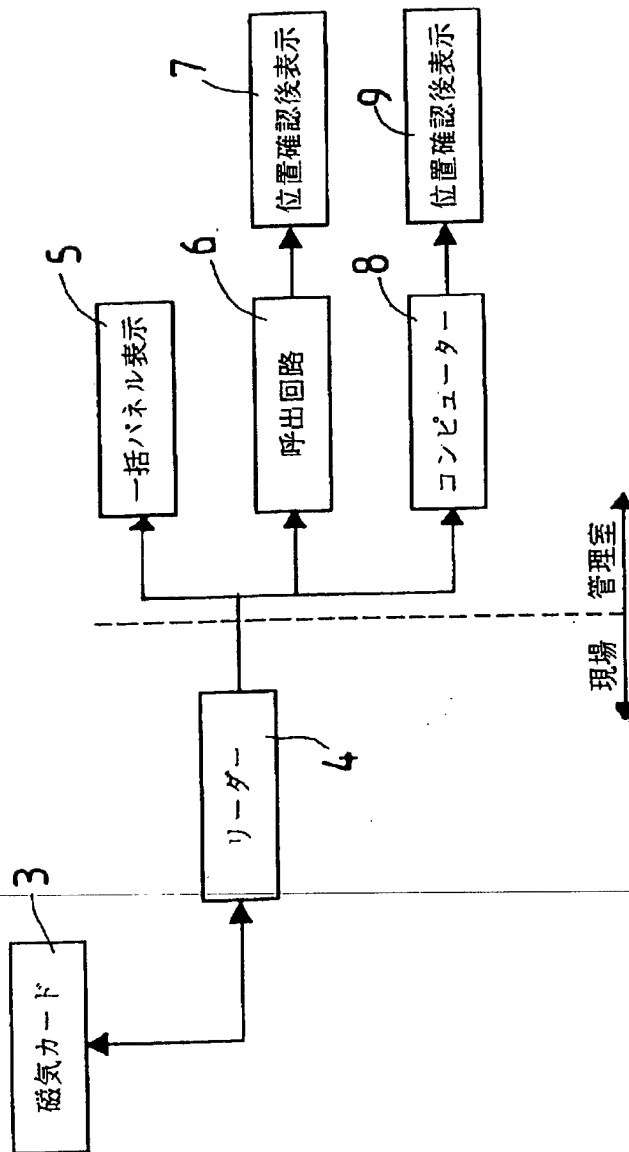 磁気カード
3
リーダー
4
一括パネル表示
5
呼出回路
6
位置確認後表示
7
コンピューター
8
位置確認後表示
9
現場
管理室